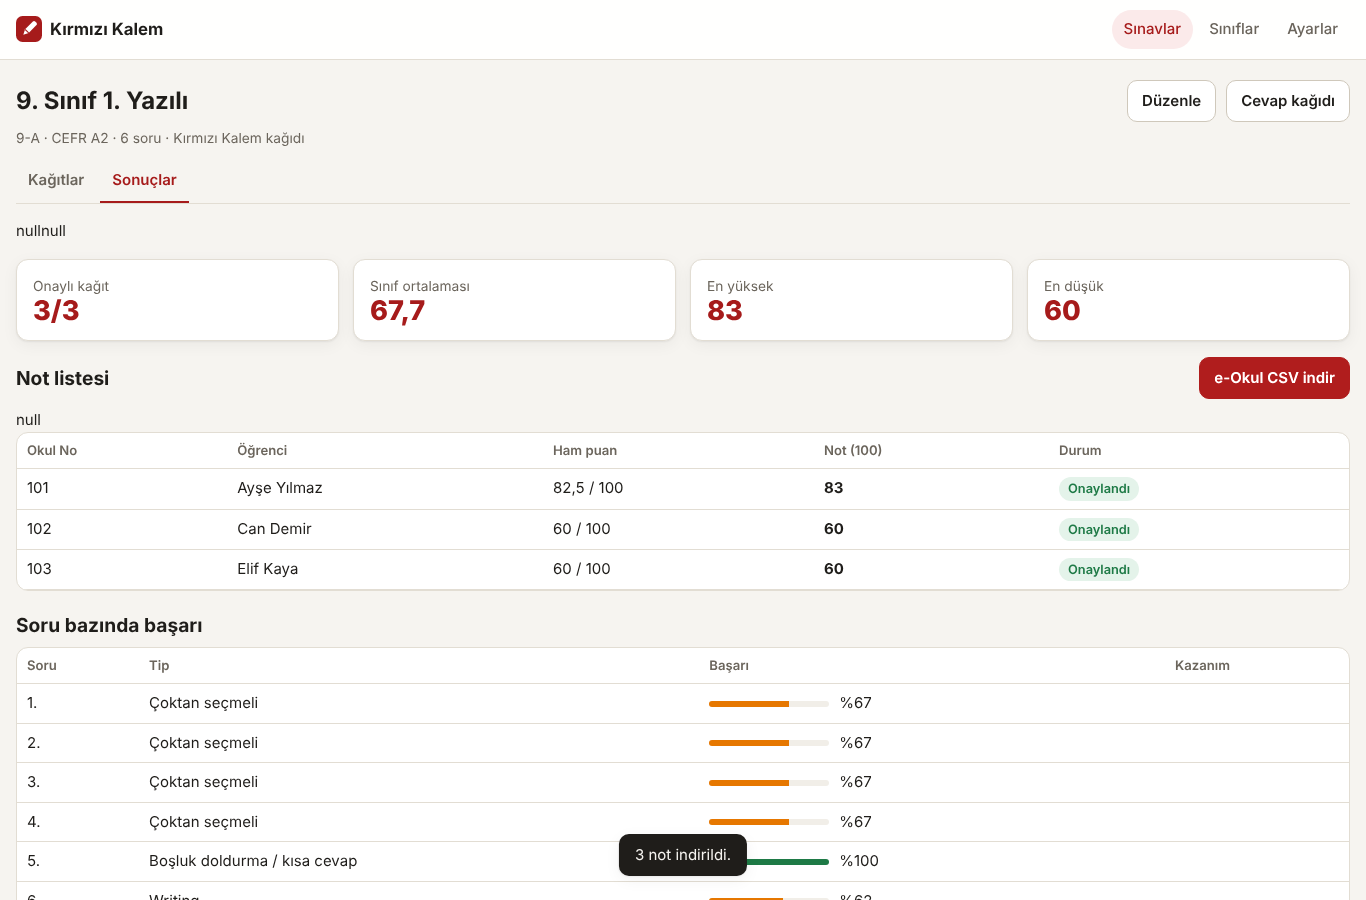 Kırmızı Kalem
Sınavlar Sınıflar Ayarlar
9. Sınıf 1. Yazılı
Düzenle Cevap kağıdı
9-A · CEFR A2 · 6 soru · Kırmızı Kalem kağıdı
Kağıtlar Sonuçlar
nullnull
Onaylı kağıt Sınıf ortalaması En yüksek En düşük
3/3 67,7 83 60
Not listesi e-Okul CSV indir
null
Okul No Öğrenci Ham puan Not (100) Durum
101 Ayşe Yılmaz 82,5 / 100 83 Onaylandı
102 Can Demir 60 / 100 60 Onaylandı
103 Elif Kaya 60 / 100 60 Onaylandı
Soru bazında başarı
Soru Tip Başarı Kazanım
1. Çoktan seçmeli %67
2. Çoktan seçmeli %67
3. Çoktan seçmeli %67
4. Çoktan seçmeli %67
5. Boşluk doldurma / kısa cevap %100
3 not indirildi.
6. Writing